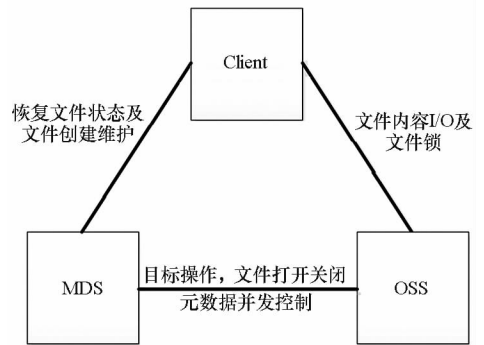 Client
恢复文件状态及
文件创建维护
文件内容I/O及
文件锁
MDS
目标操作，文件打开关闭
元数据并发控制
OSS